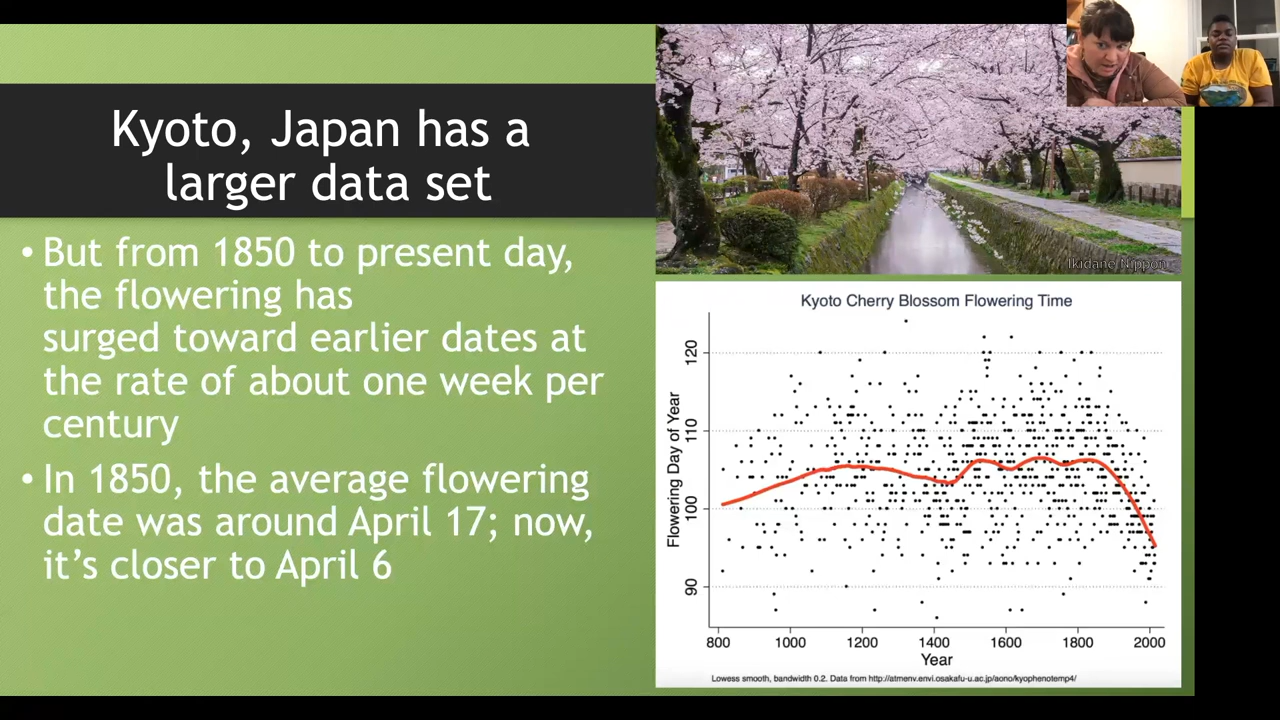 Kyoto, Japan has a
larger data set
• But from 1850 to present day,
the flowering has
surged toward earlier dates at
the rate of about one week per
century
• In 1850, the average flowering
date was around April 17; now,
it's closer to April 6
Ikidane Nippon
Kyoto Cherry Blossom Flowering Time
Flowering Day of Year
120
110
100
90
800 1000 1200 1400 1600 1800 2000
Year
Lowess smooth, bandwidth 0.2. Data from http://atmenv.envi.osakafu-u.ac.jp/aono/kyophenotemp4/